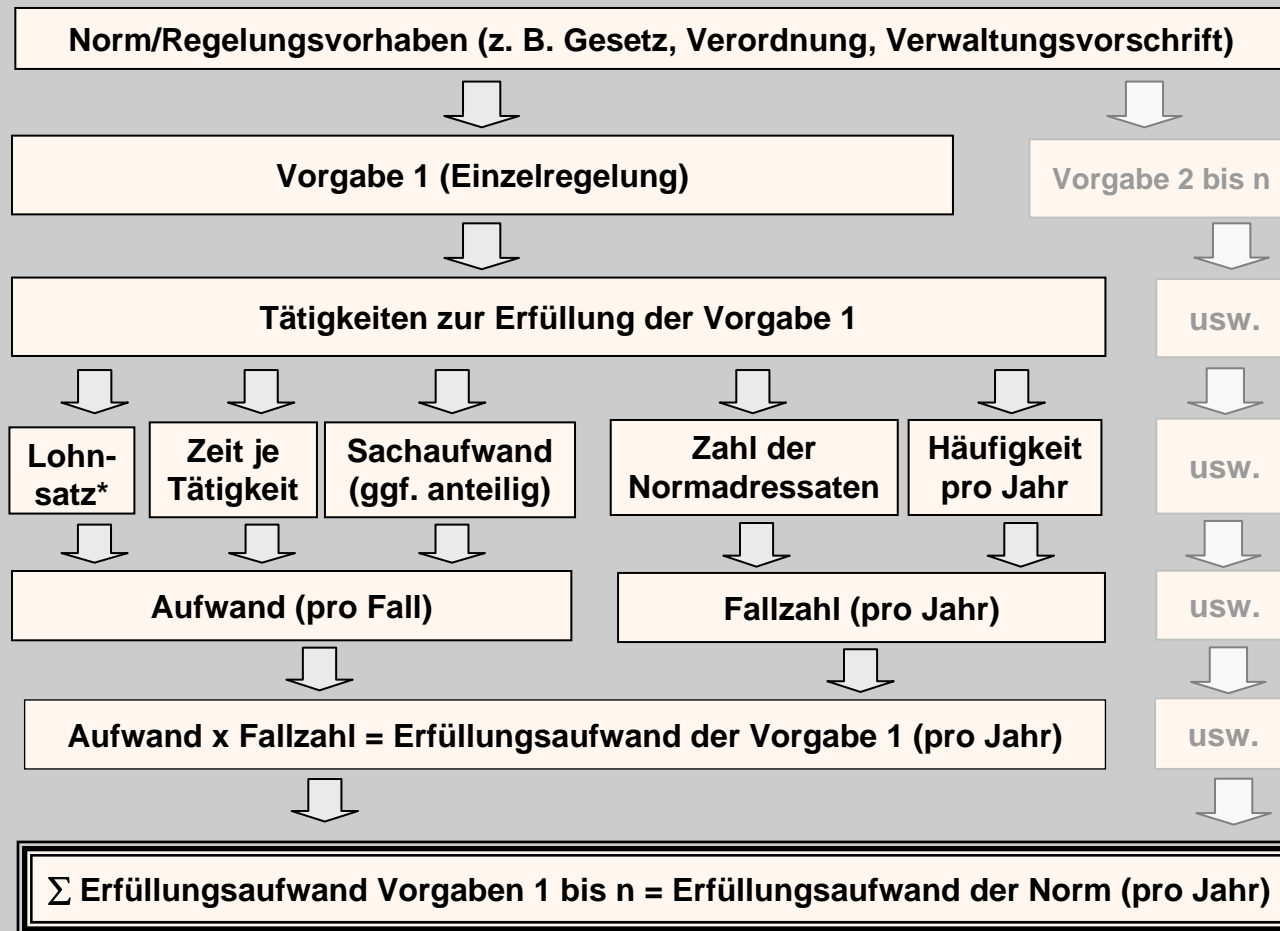 Norm/Regelungsvorhaben (z. B. Gesetz, Verordnung, Verwaltungsvorschrift)
Vorgabe 1 (Einzelregelung)
Vorgabe 2 bis n
Tätigkeiten zur Erfüllung der Vorgabe 1
usw.
Lohn-
satz*
Zeit je
Tätigkeit
Sachaufwand
(ggf. anteilig)
Zahl der
Normadressaten
Häufigkeit
pro Jahr
usw.
Aufwand (pro Fall)
Fallzahl (pro Jahr)
usw.
Aufwand x Fallzahl = Erfüllungsaufwand der Vorgabe 1 (pro Jahr)
usw.
∑ Erfüllungsaufwand Vorgaben 1 bis n = Erfüllungsaufwand der Norm (pro Jahr)